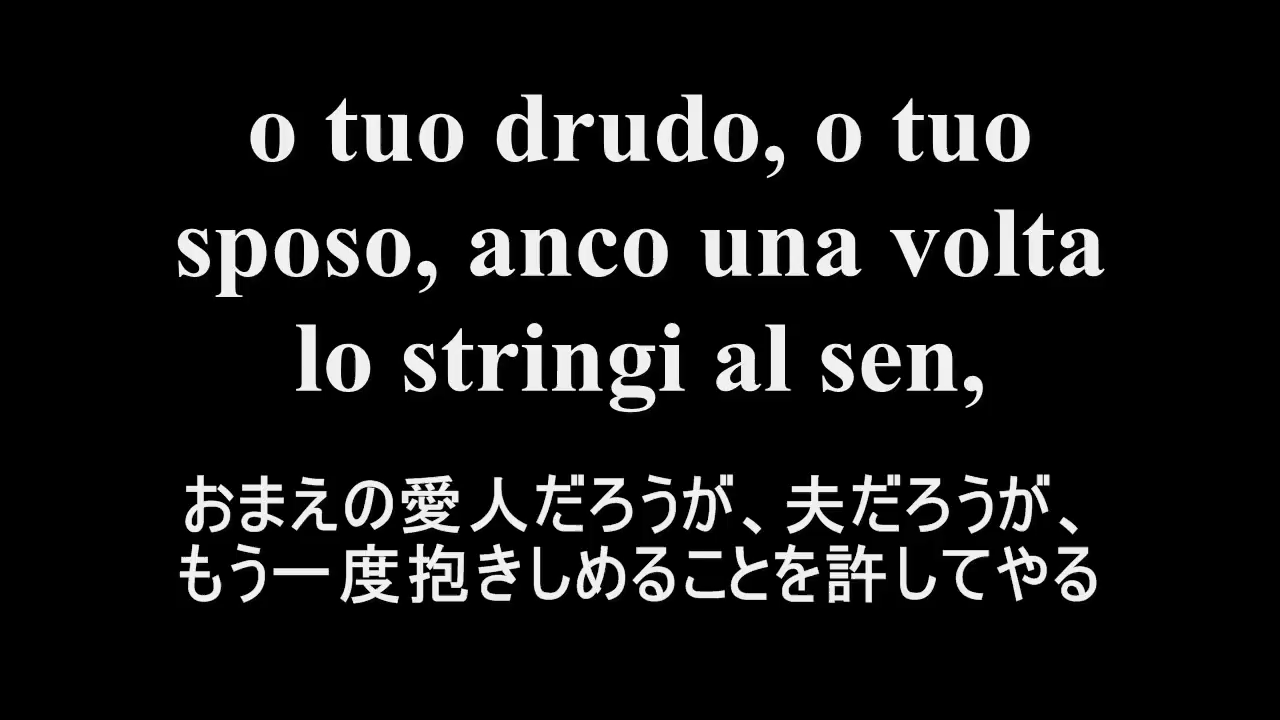 o tuo drudo, o tuo
sposo, anco una volta
lo stringi al sen,
おまえの愛人だろうが、夫だろうが、
もう一度抱きしめることを許してやる